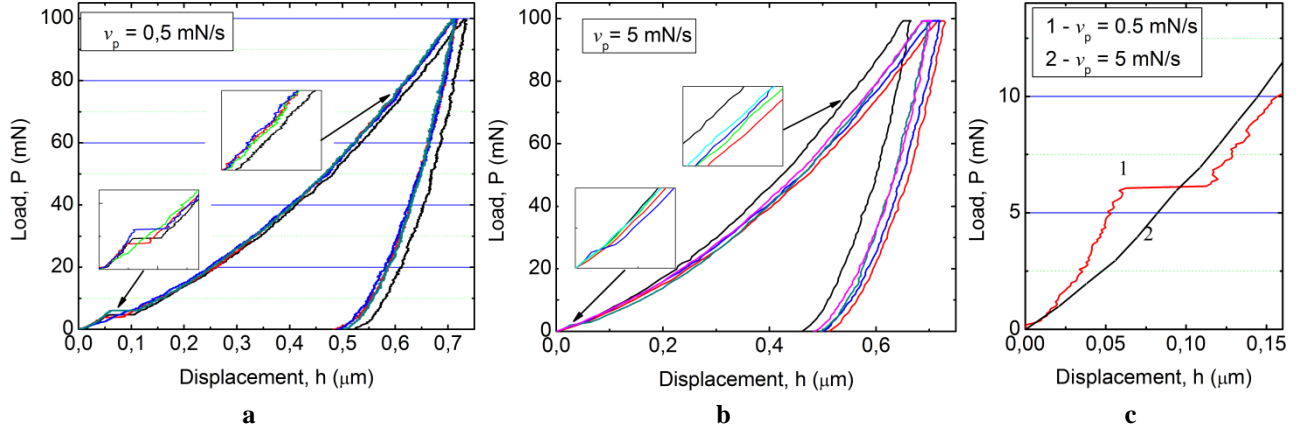 100
80
60
40
20
0
Load, P (mN)
v_p = 0,5 mN/s
0,0 0,1 0,2 0,3 0,4 0,5 0,6 0,7
Displacement, h (μm)
a
100
80
60
40
20
0
Load, P (mN)
v_p = 5 mN/s
0,0 0,2 0,4 0,6
Displacement, h (μm)
b
10
5
0
Load, P (mN)
1 - v_p = 0.5 mN/s
2 - v_p = 5 mN/s
1
2
0,00 0,05 0,10 0,15
Displacement, h (μm)
c